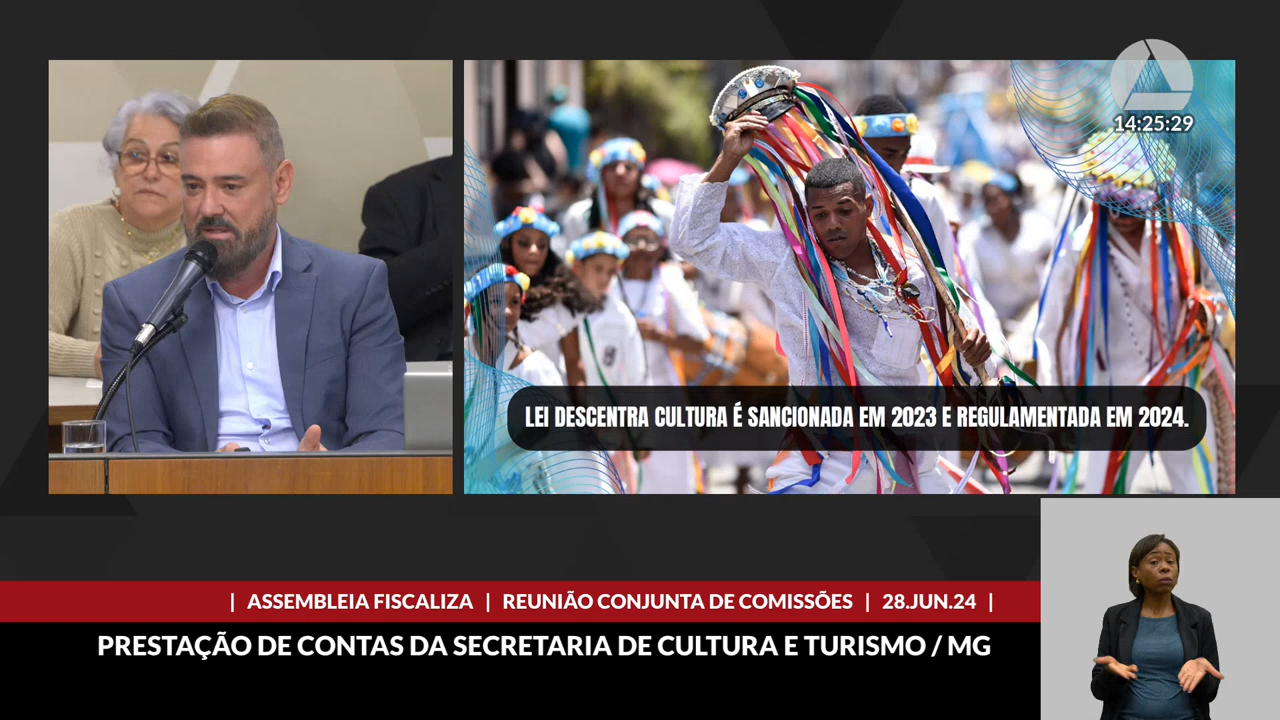 14:25:29
LEI DESCENTRA CULTURA É SANCIONADA EM 2023 E REGULAMENTADA EM 2024.
| ASSEMBLEIA FISCALIZA | REUNIÃO CONJUNTA DE COMISSÕES | 28.JUN.24 |
PRESTAÇÃO DE CONTAS DA SECRETARIA DE CULTURA E TURISMO / MG